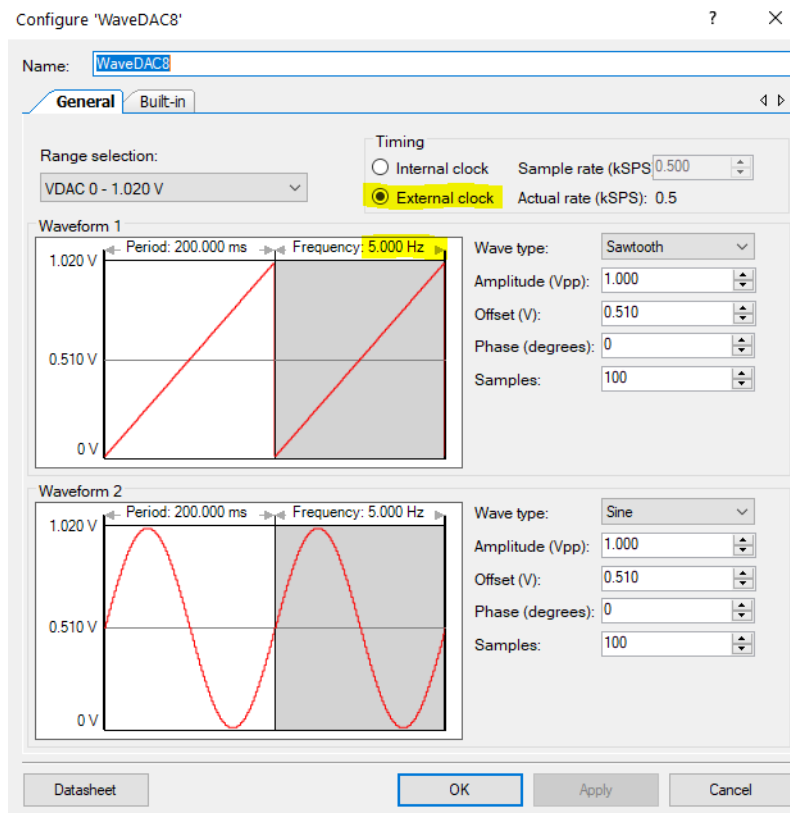 Configure 'WaveDAC8'
?
Name: WaveDAC8
General Built-in
Range selection:
VDAC 0 - 1.020 V
Timing
Internal clock Sample rate (kSPS 0.500
External clock Actual rate (kSPS): 0.5
Waveform 1
Period: 200.000 ms Frequency: 5.000 Hz
1.020 V
0.510 V
0 V
Wave type: Sawtooth
Amplitude (Vpp): 1.000
Offset (V): 0.510
Phase (degrees): 0
Samples: 100
Waveform 2
Period: 200.000 ms Frequency: 5.000 Hz
1.020 V
0.510 V
0 V
Wave type: Sine
Amplitude (Vpp): 1.000
Offset (V): 0.510
Phase (degrees): 0
Samples: 100
Datasheet OK Apply Cancel